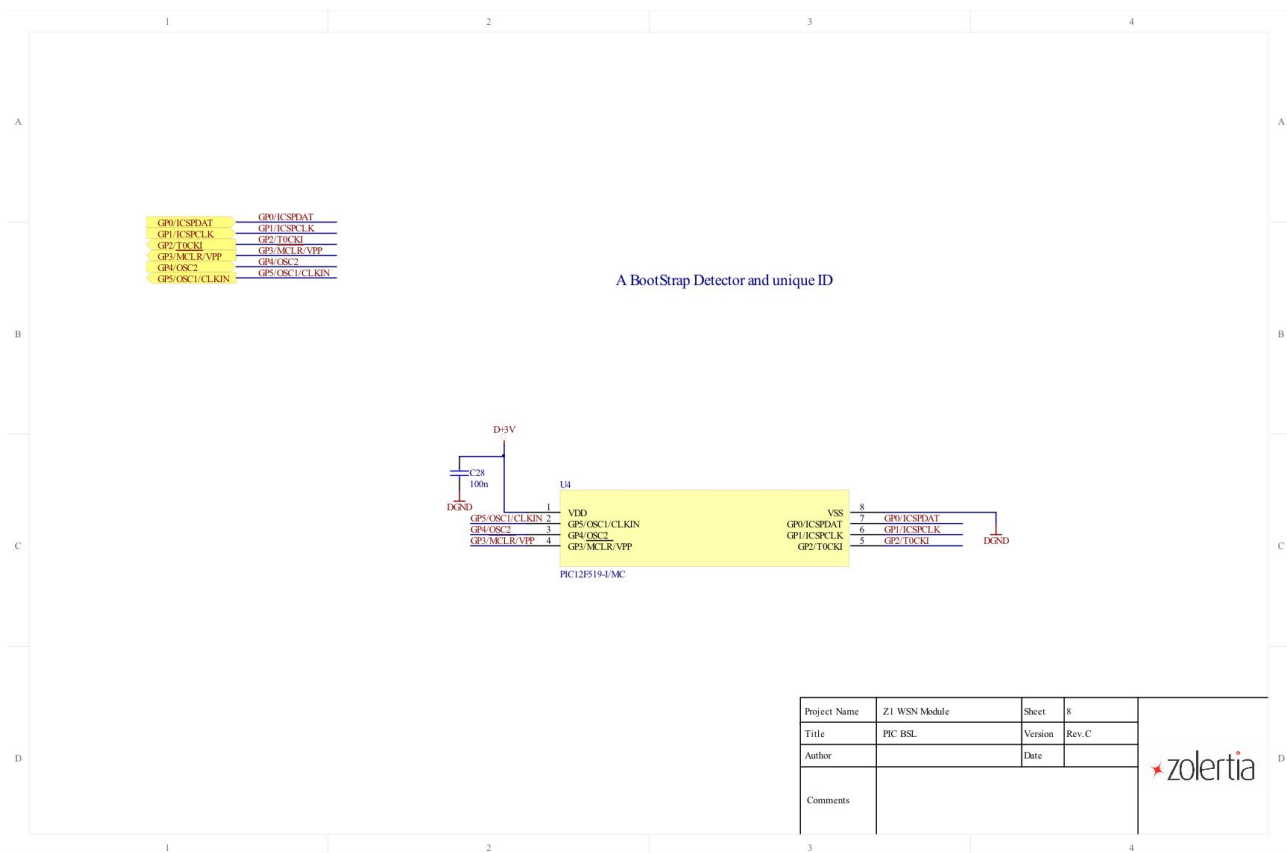 1 2 3 4
A A
GP0/ICSPDAT GP0/ICSPDAT
GP1/ICSPCLK GP1/ICSPCLK
GP2/T0CKI GP2/T0CKI
GP3/MCLR/VPP GP3/MCLR/VPP
GP4/OSC2 GP4/OSC2
GP5/OSC1/CLKIN GP5/OSC1/CLKIN
A BootStrap Detector and unique ID
B B
D+3V
C28
100n
DGND
U4
1 VDD VSS 8
GP5/OSC1/CLKIN 2 GP5/OSC1/CLKIN GP0/ICSPDAT 7 GP0/ICSPDAT
GP4/OSC2 3 GP4/OSC2 GP1/ICSPCLK 6 GP1/ICSPCLK
GP3/MCLR/VPP 4 GP3/MCLR/VPP GP2/T0CKI 5 GP2/T0CKI
DGND
C C
PIC12F519-I/MC
Project Name Z1 WSN Module Sheet 8
Title PIC BSL Version Rev.C
Author Date
Comments
zolertia
D D
1 2 3 4